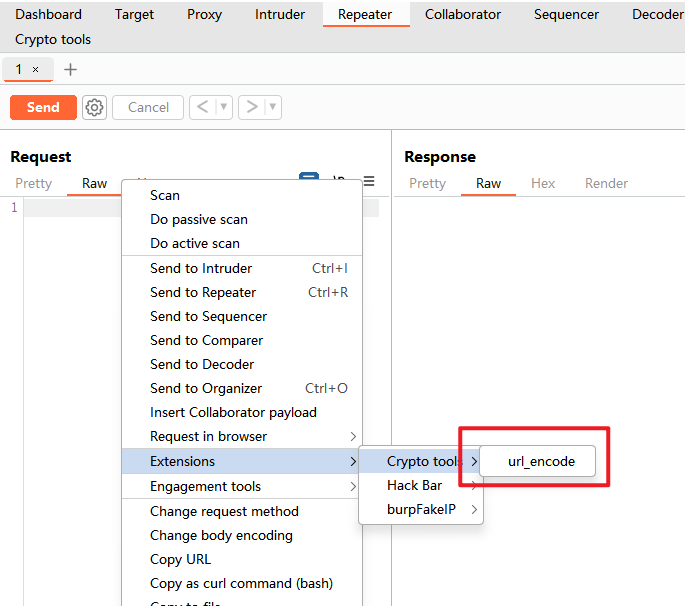 Dashboard Target Proxy Intruder Repeater Collaborator Sequencer Decoder
Crypto tools
1 ×
Send Cancel
Request
Response
Pretty Raw
Pretty Raw Hex Render
1
Scan
Do passive scan
Do active scan
Send to Intruder Ctrl+I
Send to Repeater Ctrl+R
Send to Sequencer
Send to Comparer
Send to Decoder
Send to Organizer Ctrl+O
Insert Collaborator payload
Request in browser
Extensions
Engagement tools
Change request method
Change body encoding
Copy URL
Copy as curl command (bash)
Copy to file
Crypto tools
Hack Bar
burpFakeIP
url_encode